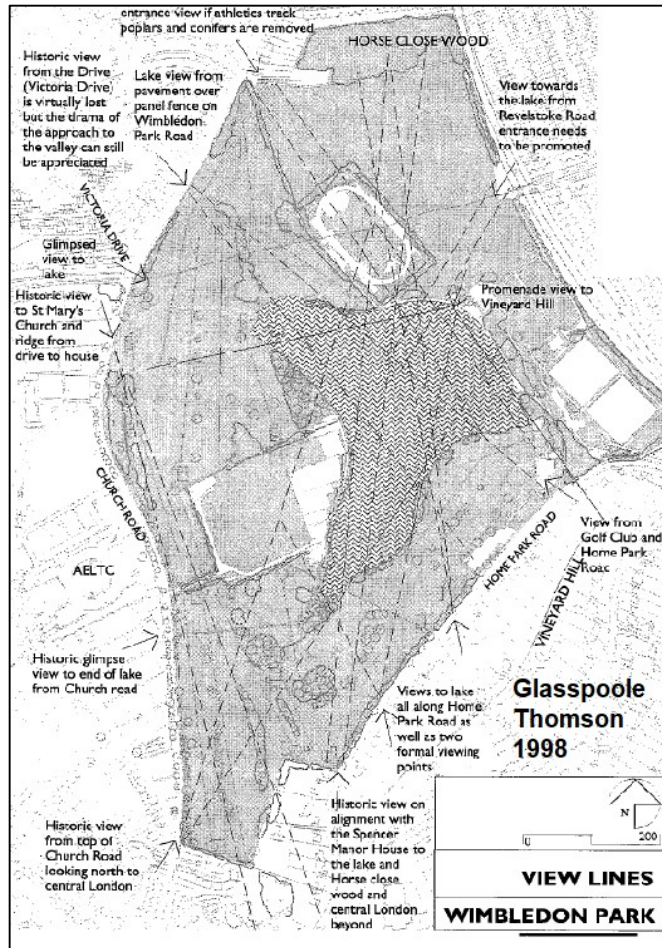 entrance view if athletics track
poplars and conifers are removed
HORSE CLOSE WOOD
Historic view
from the Drive
(Victoria Drive)
is virtually lost
but the drama of
the approach to
the valley can still
be appreciated
Lake view from
pavement over
panel fence on
Wimbledon
Park Road
View towards
the lake from
Revelstoke Road
entrance needs
to be promoted
VICTORIA DRIVE
Glimpsed
view to
lake
Historic view
to St Mary's
Church and
ridge from
drive to house
Promenade view to
Vineyard Hill
CHURCH ROAD
AELTC
View from
Golf Club and
Home Park
Road
HOME PARK ROAD
VINEYARD HILL
Historic glimpse
view to end of lake
from Church road
Views to lake
all along Home
Park Road as
well as two
formal viewing
points
Glasspoole
Thomson
1998
Historic view
from top of
Church Road
looking north to
central London
Historic view on
alignment with
the Spencer
Manor House to
the lake and
Horse close
wood and
central London
beyond
N
0 200
VIEW LINES
WIMBLEDON PARK